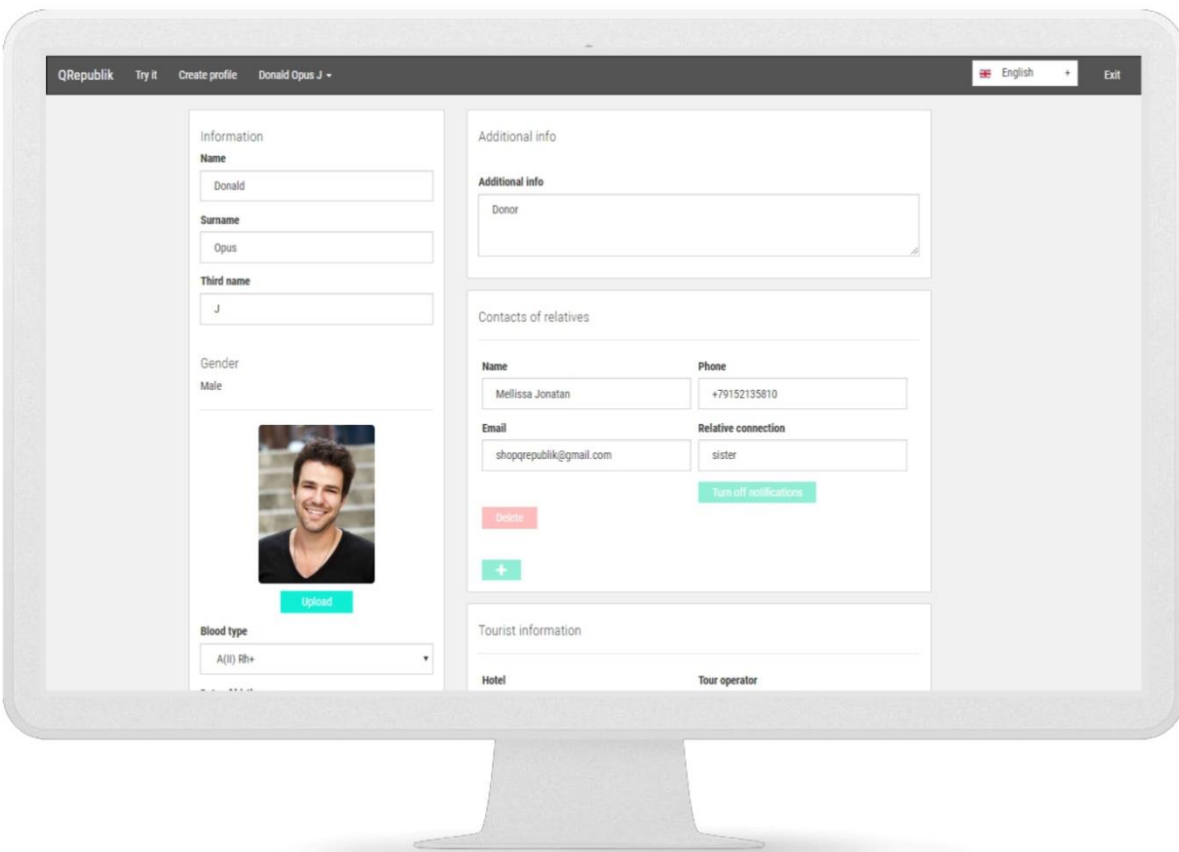 QRepublik Try it Create profile Donald Opus J English + Exit
Information
Name
Donald
Surname
Opus
Third name
J
Gender
Male
Upload
Blood type
A(II) Rh+
Additional info
Additional info
Donor
Contacts of relatives
Name Phone
Mellissa Jonatan +79152135810
Email Relative connection
shopqrepublik@gmail.com sister
Turn off notifications
Delete
+
Tourist information
Hotel Tour operator